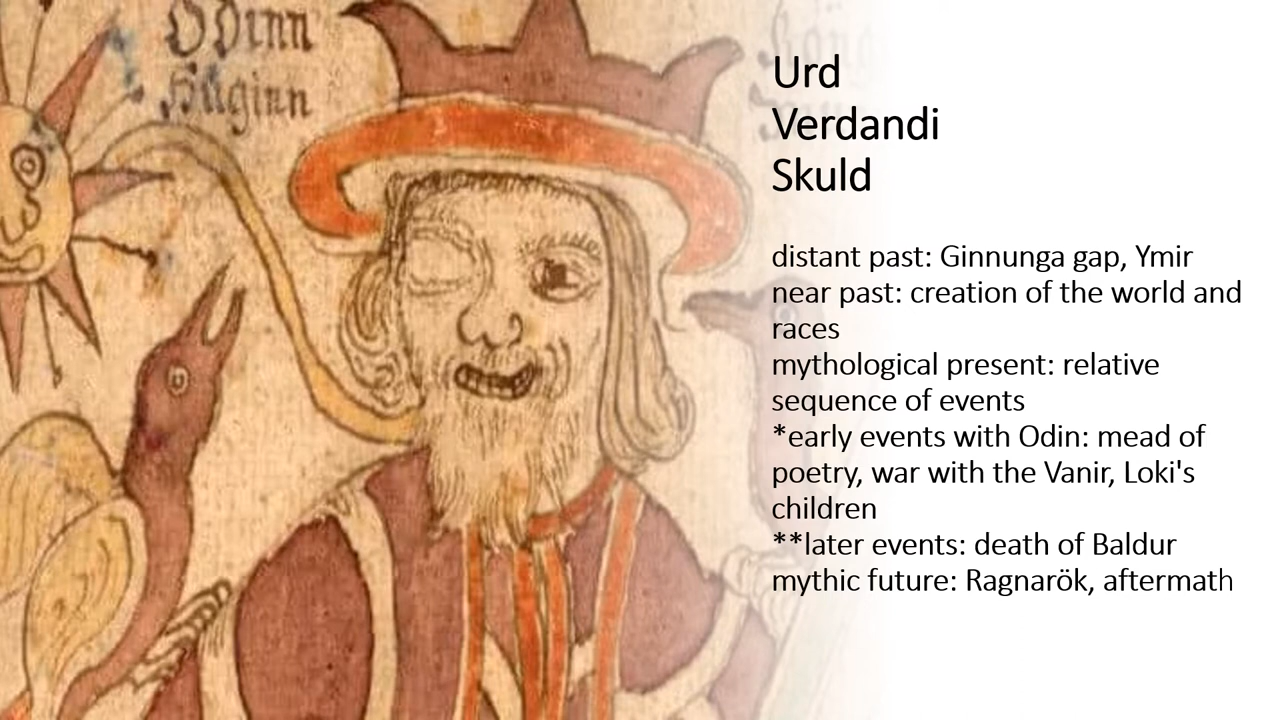 Oðinn
Huginn
Urd
Verdandi
Skuld
distant past: Ginnunga gap, Ymir
near past: creation of the world and
races
mythological present: relative
sequence of events
*early events with Odin: mead of
poetry, war with the Vanir, Loki's
children
**later events: death of Baldur
mythic future: Ragnarök, aftermath